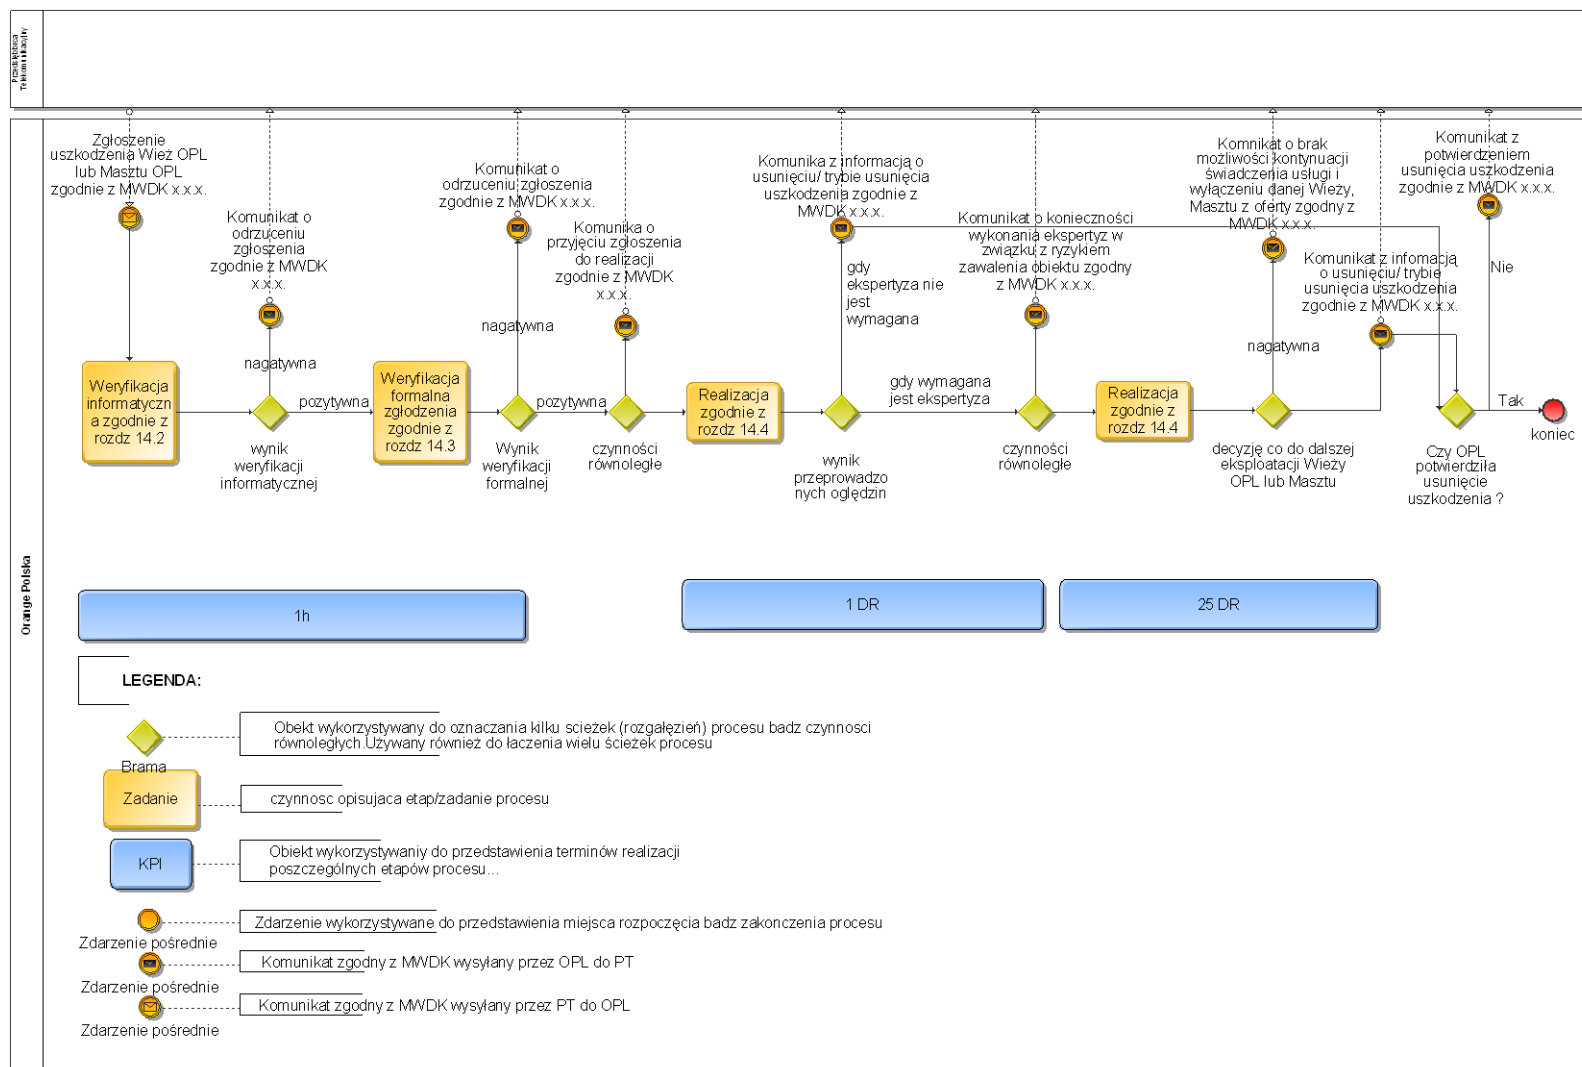 Przedsiębiorca
Telekomunikacyjny
Orange Polska
Zgłoszenie
uszkodzenia Wież OPL
lub Masztu OPL
zgodnie z MWDK x.x.x.
Komunikat o
odrzuceniu
zgłoszenia
zgodnie z MWDK
x.x.x.
nagatywna
Weryfikacja
informatyczn
a zgodnie z
rozdz 14.2
wynik
weryfikacji
informatycznej
pozytywna
Weryfikacja
formalna
zgłodzenia
zgodnie z
rozdz 14.3
Komunikat o
odrzuceniu zgłoszenia
zgodnie z MWDK x.x.x.
nagatywna
Wynik
weryfikacji
formalnej
pozytywna
Komunika o
przyjęciu zgłoszenia
do realizacji
zgodnie z MWDK
x.x.x.
czynności
równoległe
Realizacja
zgodnie z
rozdz 14.4
Komunika z informacją o
usunięciu/ trybie usunięcia
uszkodzenia zgodnie z
MWDK x.x.x.
gdy
ekspertyza nie
jest
wymagana
wynik
przeprowadzo
nych oględzin
gdy wymagana
jest ekspertyza
Komunikat o konieczności
wykonania ekspertyz w
związku z ryzykiem
zawalenia obiektu zgodny
z MWDK x.x.x.
czynności
równoległe
Realizacja
zgodnie z
rozdz 14.4
Komnikat o brak
możliwości kontynuacji
świadczenia usługi i
wyłączeniu danej Wieży,
Masztu z oferty zgodny z
MWDK x.x.x.
nagatywna
decyzję co do dalszej
eksploatacji Wieży
OPL lub Masztu
Komunikat z infomacją
o usunięciu/ trybie
usunięcia uszkodzenia
zgodnie z MWDK x.x.x.
Komunikat z
potwierdzeniem
usunięcia uszkodzenia
zgodnie z MWDK x.x.x.
Nie
Tak
Czy OPL
potwierdziła
usunięcie
uszkodzenia ?
koniec
1h
1 DR
25 DR
LEGENDA:
Brama
Obekt wykorzystywany do oznaczania kilku scieżek (rozgałęzień) procesu badz czynnosci
równoległych.Używany również do łaczenia wielu ścieżek procesu
Zadanie
czynnosc opisujaca etap/zadanie procesu
KPI
Obiekt wykorzystywaniy do przedstawienia terminów realizacji
poszczególnych etapów procesu...
Zdarzenie wykorzystywane do przedstawienia miejsca rozpoczęcia badz zakonczenia procesu
Zdarzenie pośrednie
Komunikat zgodny z MWDK wysyłany przez OPL do PT
Zdarzenie pośrednie
Komunikat zgodny z MWDK wysyłany przez PT do OPL
Zdarzenie pośrednie